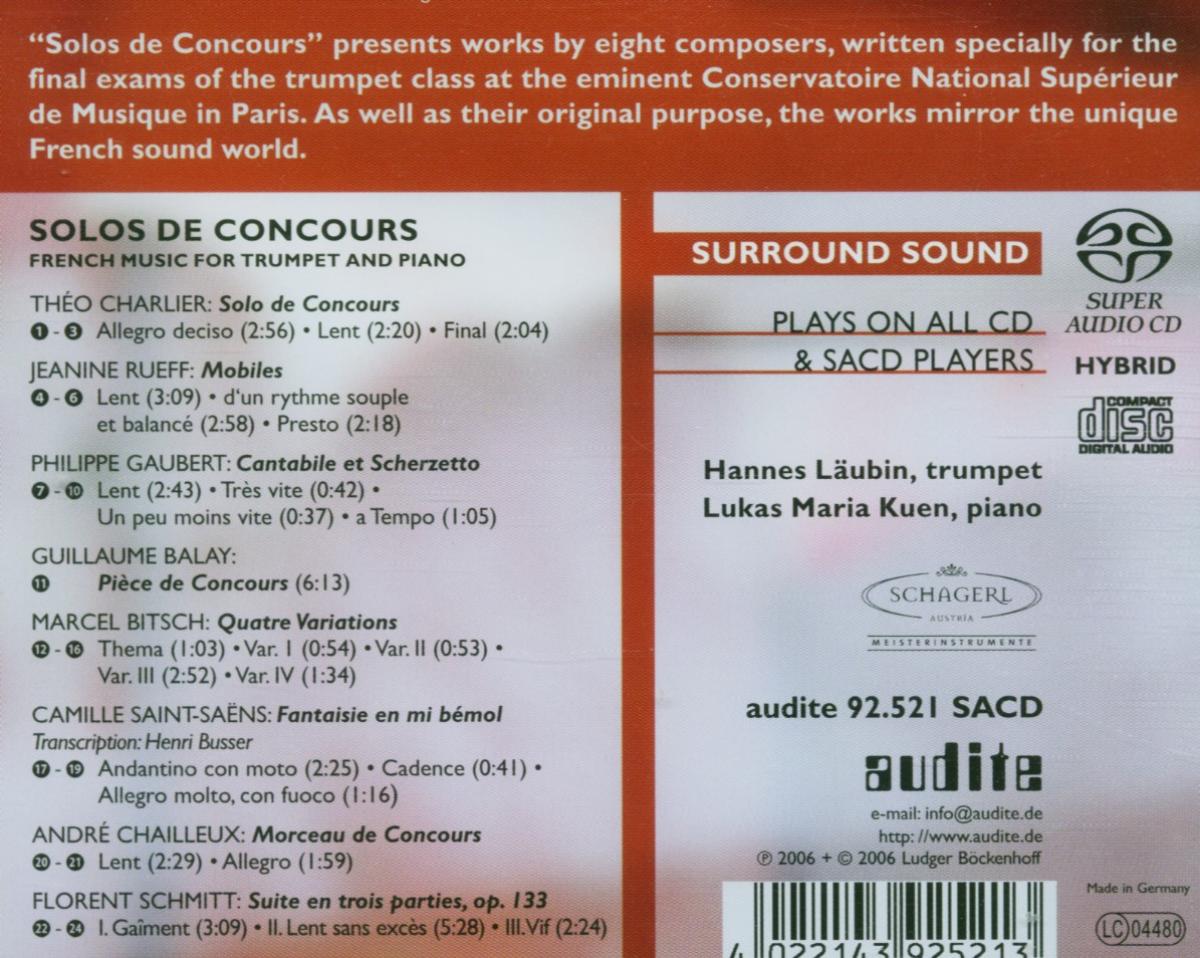 “Solos de Concours” presents works by eight composers, written specially for the
final exams of the trumpet class at the eminent Conservatoire National Supérieur
de Musique in Paris. As well as their original purpose, the works mirror the unique
French sound world.
SOLOS DE CONCOURS
FRENCH MUSIC FOR TRUMPET AND PIANO
THÉO CHARLIER: Solo de Concours
1 - 3 Allegro deciso (2:56) • Lent (2:20) • Final (2:04)
JEANINE RUEFF: Mobiles
4 - 6 Lent (3:09) • d'un rythme souple
et balancé (2:58) • Presto (2:18)
PHILIPPE GAUBERT: Cantabile et Scherzetto
7 - 10 Lent (2:43) • Très vite (0:42) •
Un peu moins vite (0:37) • a Tempo (1:05)
GUILLAUME BALAY:
11 Pièce de Concours (6:13)
MARCEL BITSCH: Quatre Variations
12 - 16 Thema (1:03) • Var. I (0:54) • Var. II (0:53) •
Var. III (2:52) • Var. IV (1:34)
CAMILLE SAINT-SAËNS: Fantaisie en mi bémol
Transcription: Henri Busser
17 - 19 Andantino con moto (2:25) • Cadence (0:41) •
Allegro molto, con fuoco (1:16)
ANDRÉ CHAILLEUX: Morceau de Concours
20 - 21 Lent (2:29) • Allegro (1:59)
FLORENT SCHMITT: Suite en trois parties, op. 133
22 - 24 I. Gaîment (3:09) • II. Lent sans excès (5:28) • III. Vif (2:24)
SURROUND SOUND
PLAYS ON ALL CD
& SACD PLAYERS
SUPER
AUDIO CD
HYBRID
COMPACT
disc
DIGITAL AUDIO
Hannes Läubin, trumpet
Lukas Maria Kuen, piano
SCHAGERL
AUSTRIA
MEISTERINSTRUMENTE
audite 92.521 SACD
audite
e-mail: info@audite.de
http: //www.audite.de
℗ 2006 + © 2006 Ludger Böckenhoff
4 022143 925213
Made in Germany
LC 04480